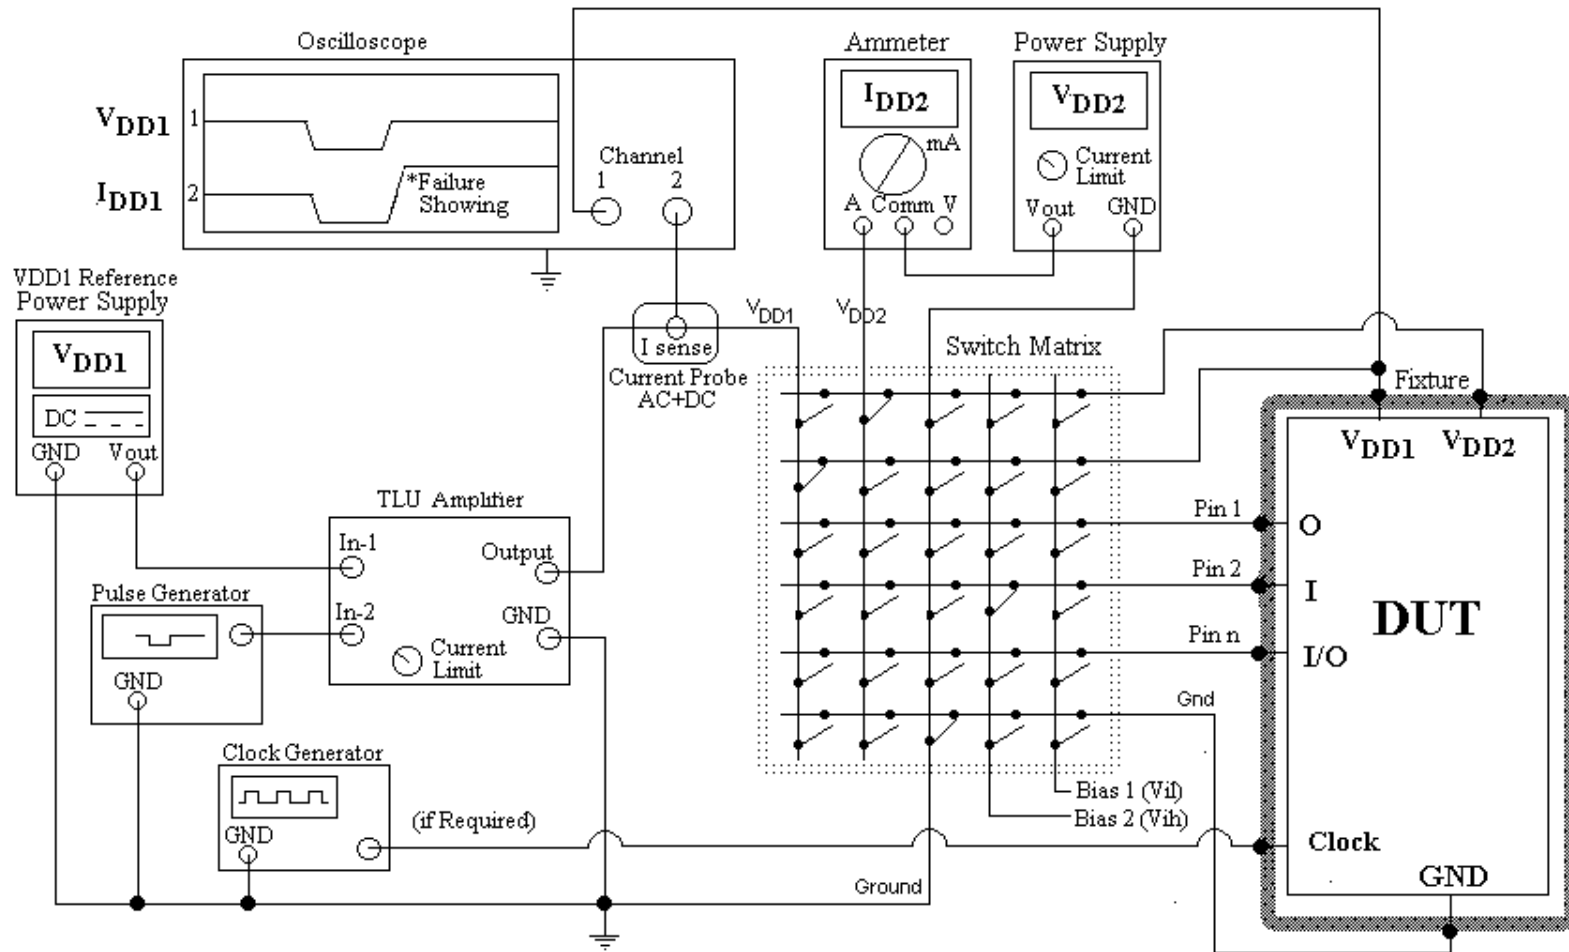 Oscilloscope
VDD1
1
IDD1
2
*Failure
Showing
Channel
1 2
Ammeter
IDD2
mA
A Comm V
Power Supply
VDD2
Current
Limit
Vout GND
VDD1 Reference
Power Supply
VDD1
DC
GND Vout
I sense
Current Probe
AC+DC
VDD1
VDD2
Switch Matrix
Fixture
TLU Amplifier
In-1
Output
In-2
GND
Current
Limit
Pulse Generator
GND
Clock Generator
GND
(if Required)
Ground
Pin 1
Pin 2
Pin n
Gnd
Bias 1 (Vil)
Bias 2 (Vih)
VDD1 VDD2
O
I
DUT
I/O
Clock
GND